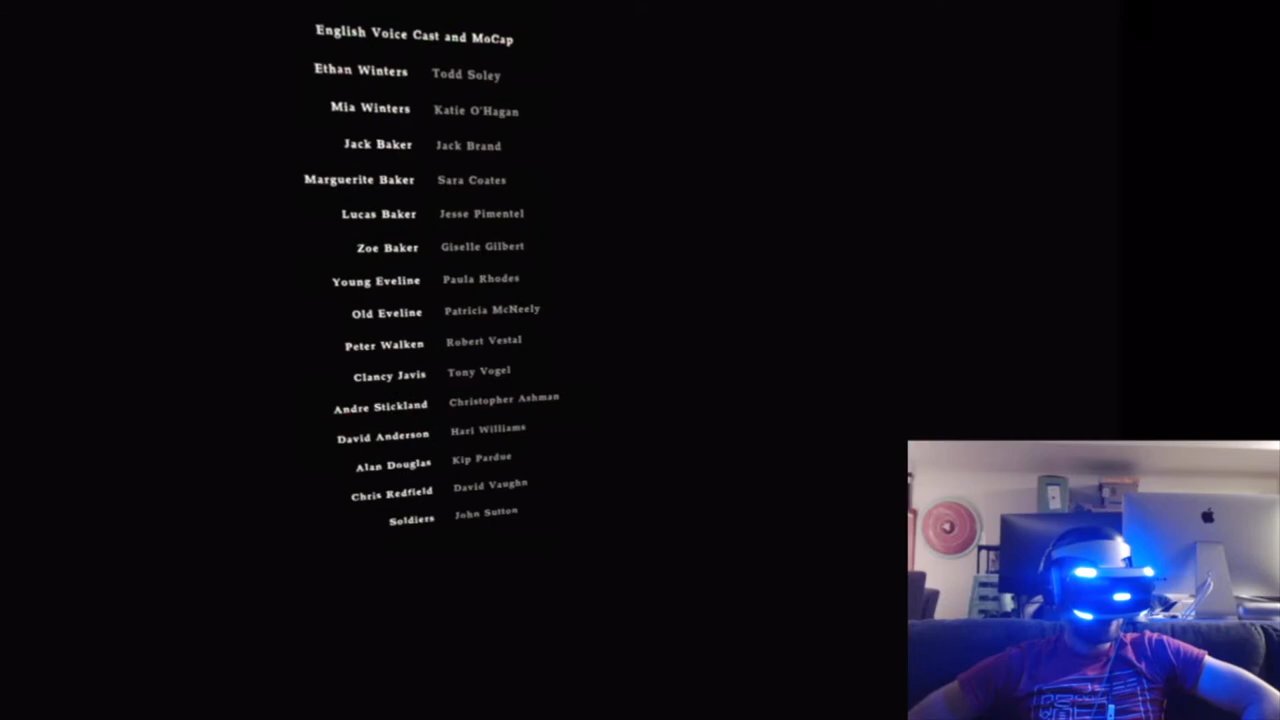 English Voice Cast and MoCap
Ethan Winters Todd Soley
Mia Winters Katie O'Hagan
Jack Baker Jack Brand
Marguerite Baker Sara Coates
Lucas Baker Jesse Pimentel
Zoe Baker Giselle Gilbert
Young Eveline Paula Rhodes
Old Eveline Patricia McNeely
Peter Walken Robert Vestal
Clancy Javis Tony Vogel
Andre Stickland Christopher Ashman
David Anderson Hari Williams
Alan Douglas Kip Pardue
Chris Redfield David Vaughn
Soldiers John Sutton